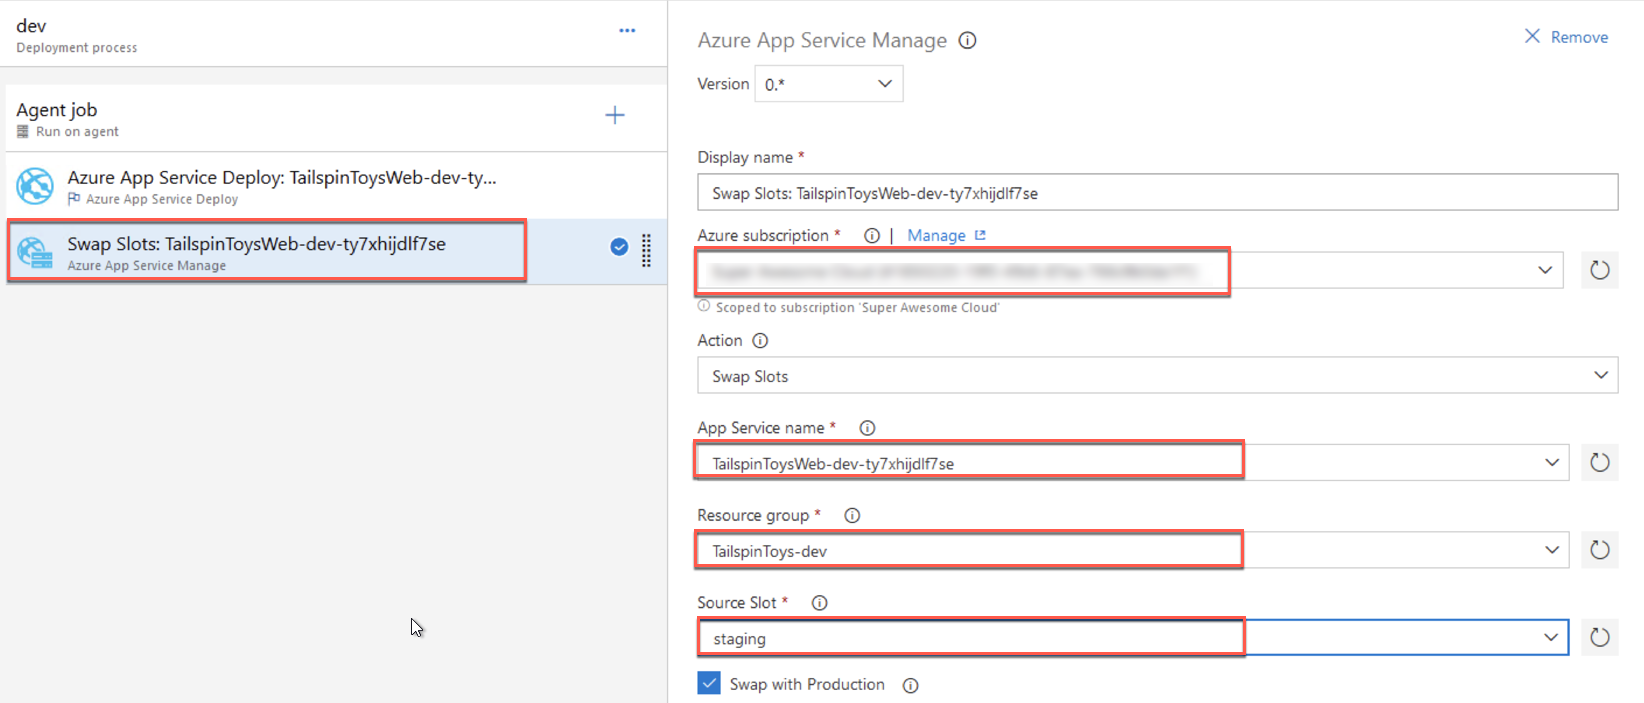 dev
Deployment process
Agent job
Run on agent
Azure App Service Deploy: TailspinToysWeb-dev-ty...
Azure App Service Deploy
Swap Slots: TailspinToysWeb-dev-ty7xhijdlf7se
Azure App Service Manage
Azure App Service Manage
Remove
Version 0.*
Display name *
Swap Slots: TailspinToysWeb-dev-ty7xhijdlf7se
Azure subscription * | Manage
Scoped to subscription 'Super Awesome Cloud'
Action
Swap Slots
App Service name *
TailspinToysWeb-dev-ty7xhijdlf7se
Resource group *
TailspinToys-dev
Source Slot *
staging
Swap with Production